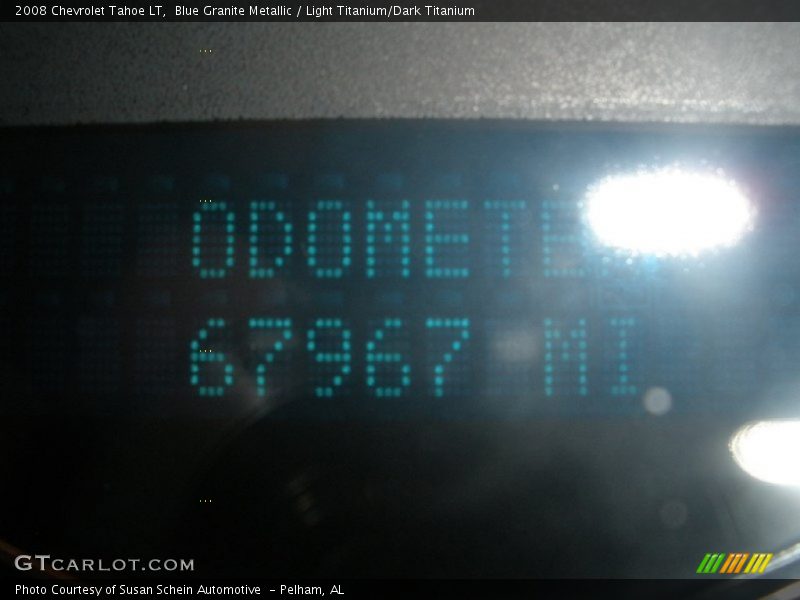 2008 Chevrolet Tahoe LT,  Blue Granite Metallic / Light Titanium/Dark Titanium
ODOMETE
67967 MI
GTCARLOT.COM
Photo Courtesy of Susan Schein Automotive  - Pelham, AL